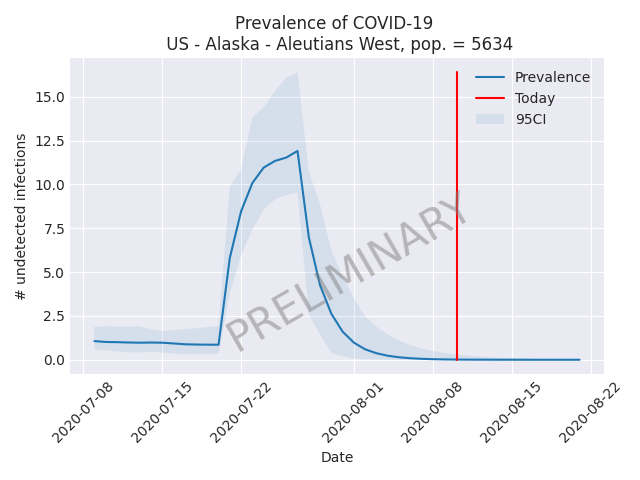 Prevalence of COVID-19
US - Alaska - Aleutians West, pop. = 5634
Prevalence
Today
95CI
PRELIMINARY
# undetected infections
15.0
12.5
10.0
7.5
5.0
2.5
0.0
2020-07-08
2020-07-15
2020-07-22
2020-08-01
2020-08-08
2020-08-15
2020-08-22
Date